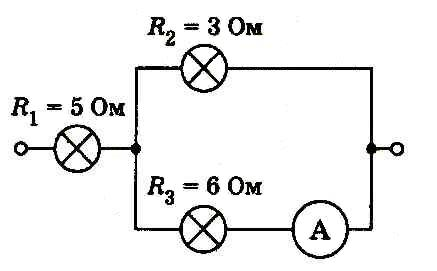 R₂ = 3 Ом
R₁ = 5 Ом
R₃ = 6 Ом
A